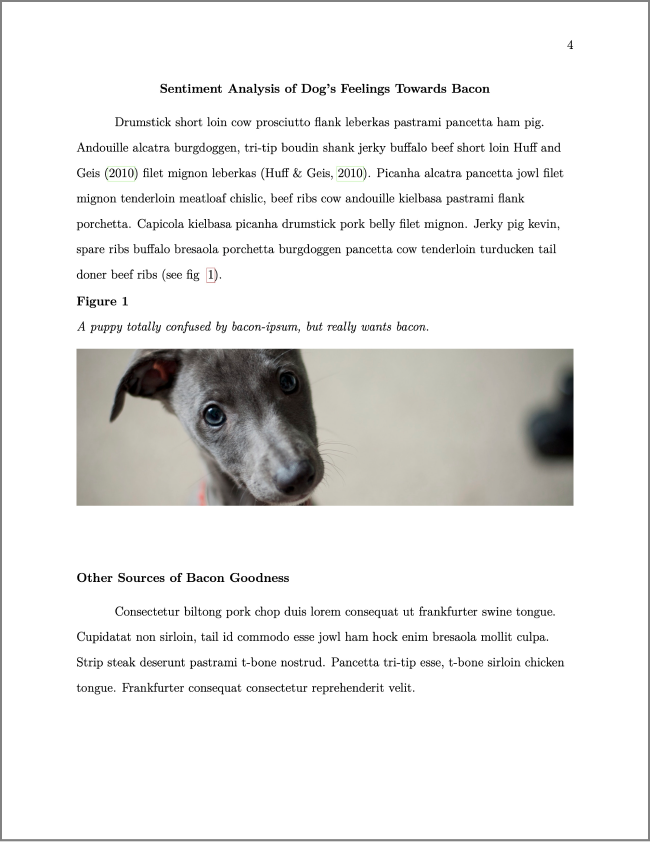 4
Sentiment Analysis of Dog's Feelings Towards Bacon
Drumstick short loin cow prosciutto flank leberkas pastrami pancetta ham pig.
Andouille alcatra burgdoggen, tri-tip boudin shank jerky buffalo beef short loin Huff and
Geis (2010) filet mignon leberkas (Huff & Geis, 2010). Picanha alcatra pancetta jowl filet
mignon tenderloin meatloaf chislic, beef ribs cow andouille kielbasa pastrami flank
porchetta. Capicola kielbasa picanha drumstick pork belly filet mignon. Jerky pig kevin,
spare ribs buffalo bresaola porchetta burgdoggen pancetta cow tenderloin turducken tail
doner beef ribs (see fig 1).
Figure 1
A puppy totally confused by bacon-ipsum, but really wants bacon.
Other Sources of Bacon Goodness
Consectetur biltong pork chop duis lorem consequat ut frankfurter swine tongue.
Cupidatat non sirloin, tail id commodo esse jowl ham hock enim bresaola mollit culpa.
Strip steak deserunt pastrami t-bone nostrud. Pancetta tri-tip esse, t-bone sirloin chicken
tongue. Frankfurter consequat consectetur reprehenderit velit.